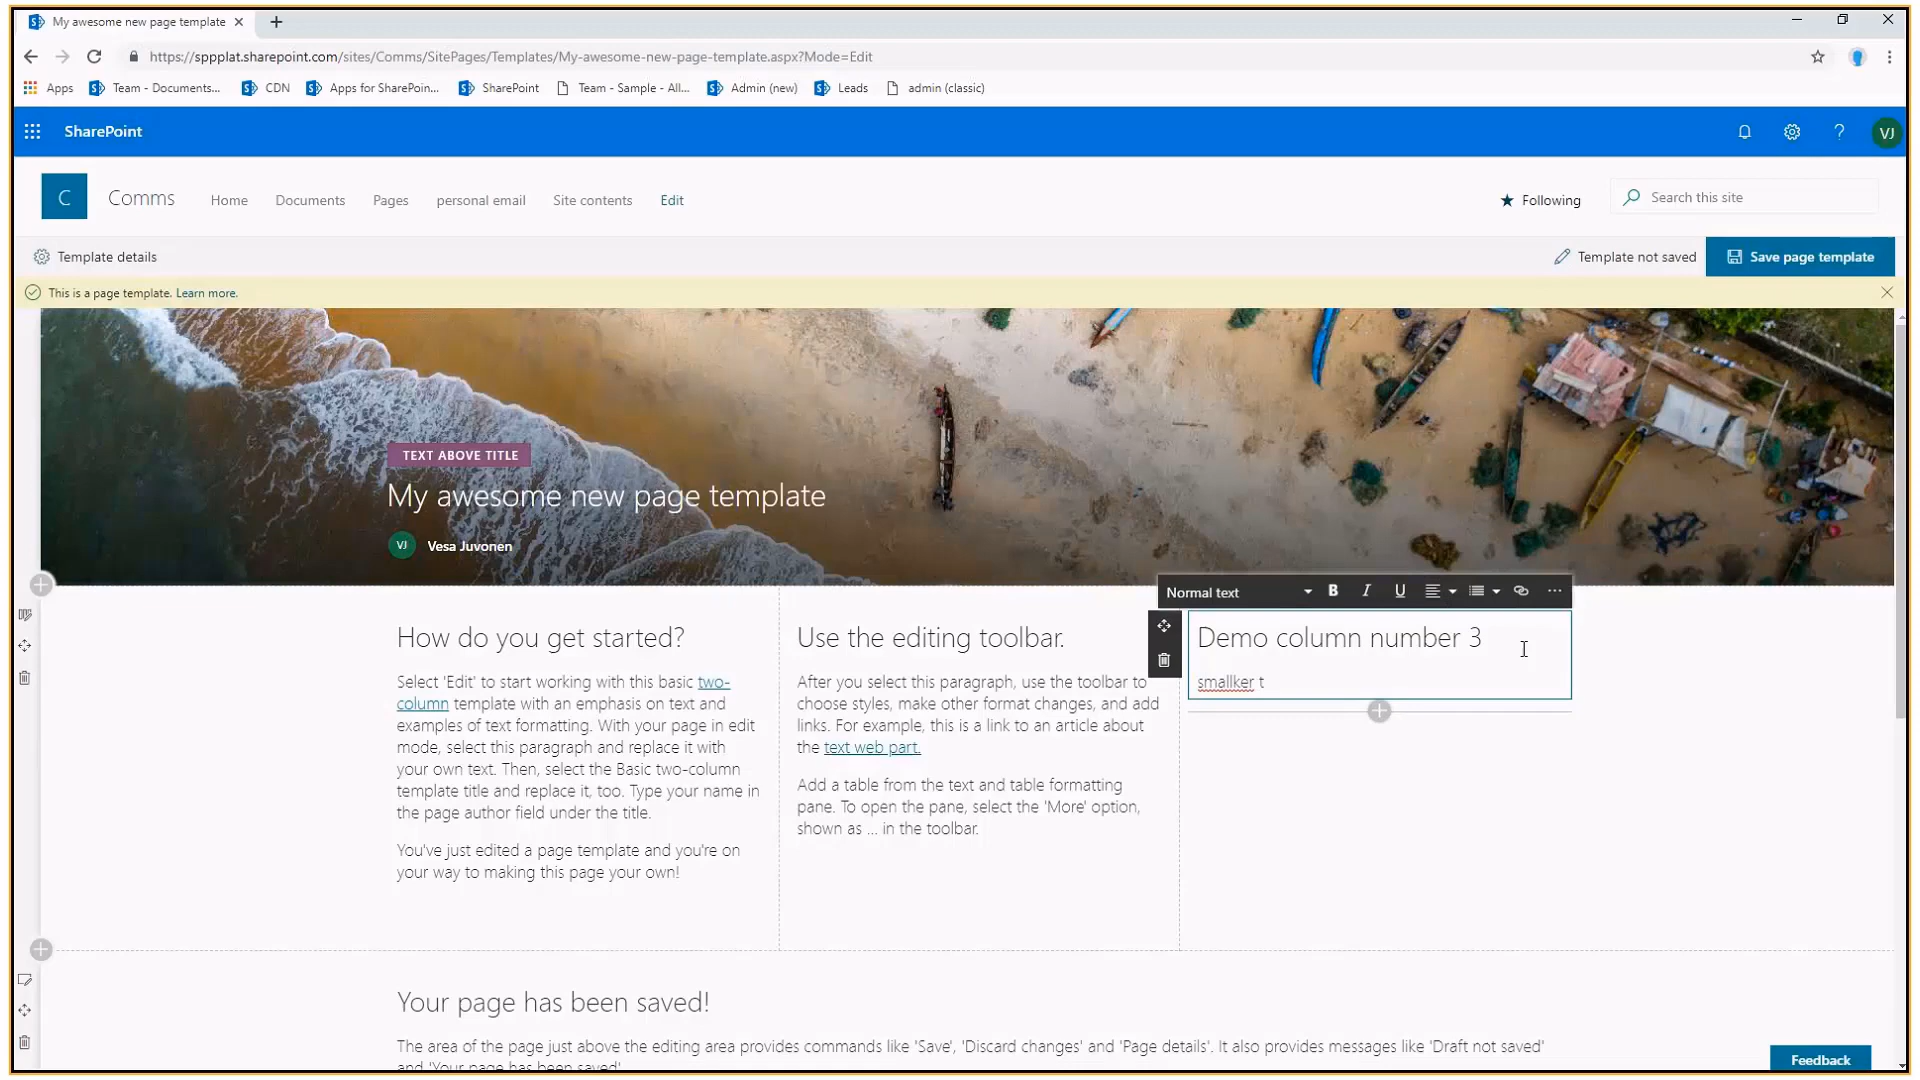 My awesome new page template
https://sppplat.sharepoint.com/sites/Comms/SitePages/Templates/My-awesome-new-page-template.aspx?Mode=Edit
Apps Team - Documents... CDN Apps for SharePoin... SharePoint Team - Sample - All... Admin (new) Leads admin (classic)
SharePoint ? VJ
C Comms Home Documents Pages personal email Site contents Edit Following Search this site
Template details Template not saved Save page template
This is a page template. Learn more.
TEXT ABOVE TITLE
My awesome new page template
VJ Vesa Juvonen
Normal text B I U ...
How do you get started?
Select 'Edit' to start working with this basic two-
column template with an emphasis on text and
examples of text formatting. With your page in edit
mode, select this paragraph and replace it with
your own text. Then, select the Basic two-column
template title and replace it, too. Type your name in
the page author field under the title.
You've just edited a page template and you're on
your way to making this page your own!
Use the editing toolbar.
After you select this paragraph, use the toolbar to
choose styles, make other format changes, and add
links. For example, this is a link to an article about
the text web part.
Add a table from the text and table formatting
pane. To open the pane, select the 'More' option,
shown as ... in the toolbar.
Demo column number 3
smallker t
Your page has been saved!
The area of the page just above the editing area provides commands like 'Save', 'Discard changes' and 'Page details'. It also provides messages like 'Draft not saved'
and 'Your page has been saved'.
Feedback